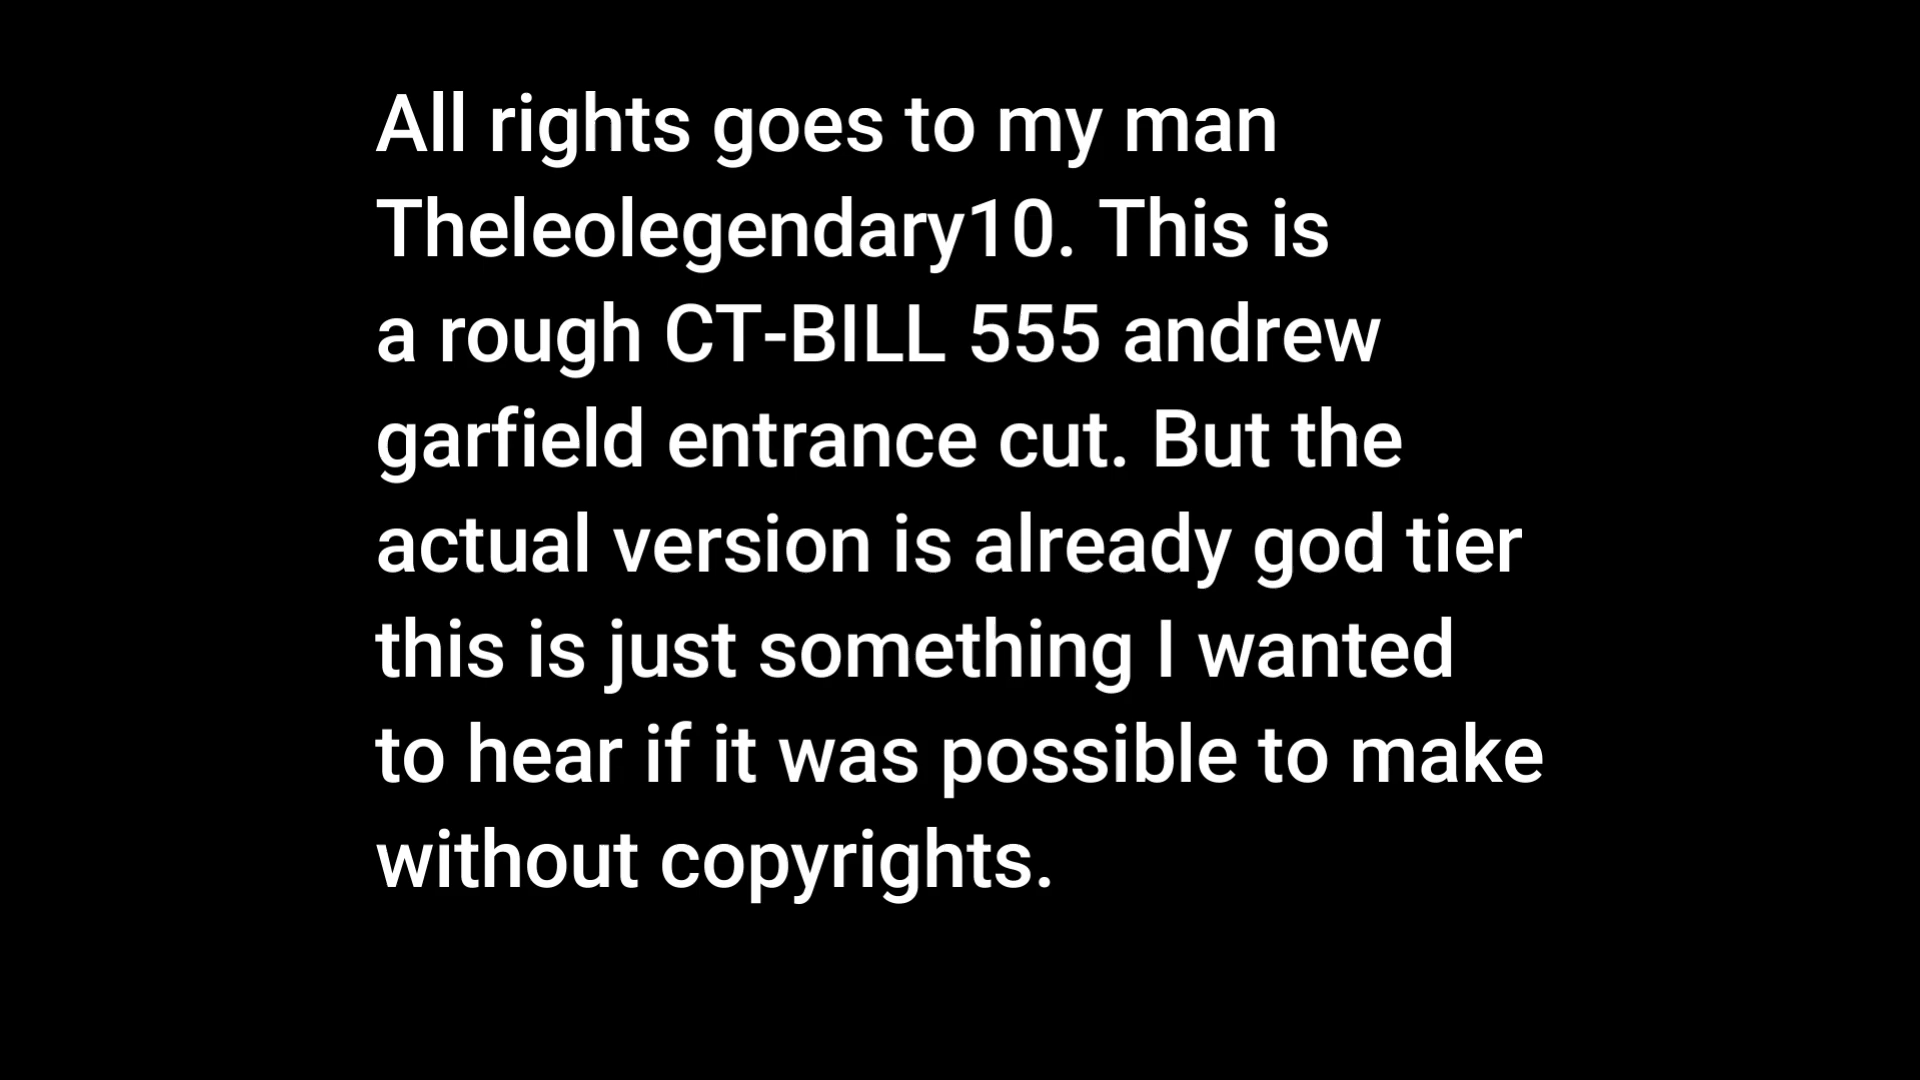 All rights goes to my man
Theleolegendary10. This is
a rough CT-BILL 555 andrew
garfield entrance cut. But the
actual version is already god tier
this is just something I wanted
to hear if it was possible to make
without copyrights.